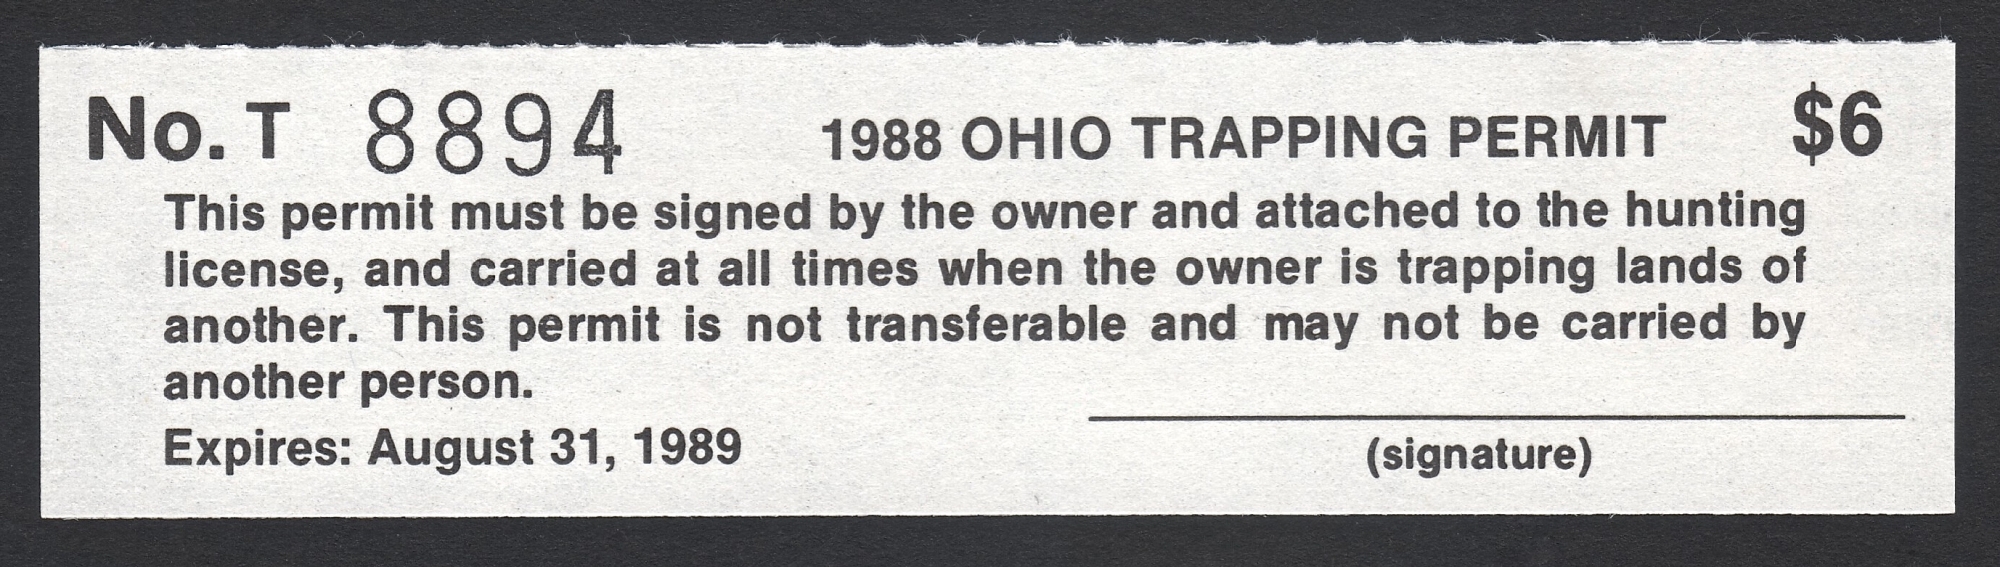 No. T 8894 1988 OHIO TRAPPING PERMIT $6
This permit must be signed by the owner and attached to the hunting
license, and carried at all times when the owner is trapping lands of
another. This permit is not transferable and may not be carried by
another person.
Expires: August 31, 1989
(signature)